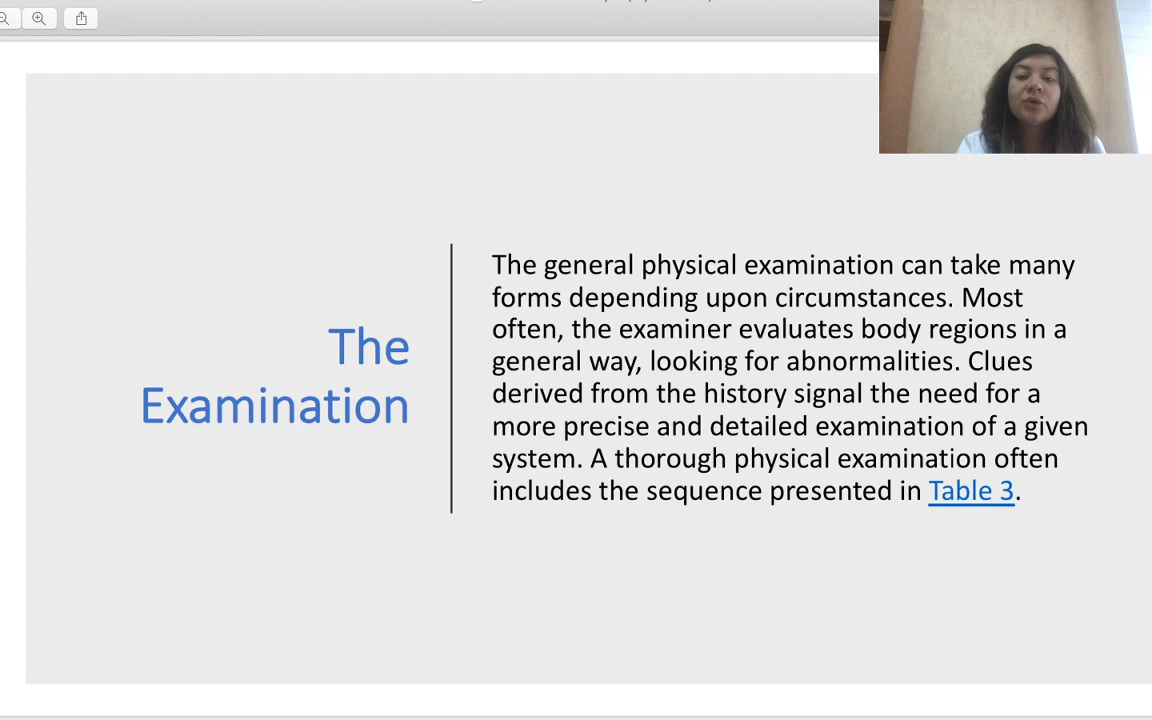 The
Examination
The general physical examination can take many
forms depending upon circumstances. Most
often, the examiner evaluates body regions in a
general way, looking for abnormalities. Clues
derived from the history signal the need for a
more precise and detailed examination of a given
system. A thorough physical examination often
includes the sequence presented in Table 3.